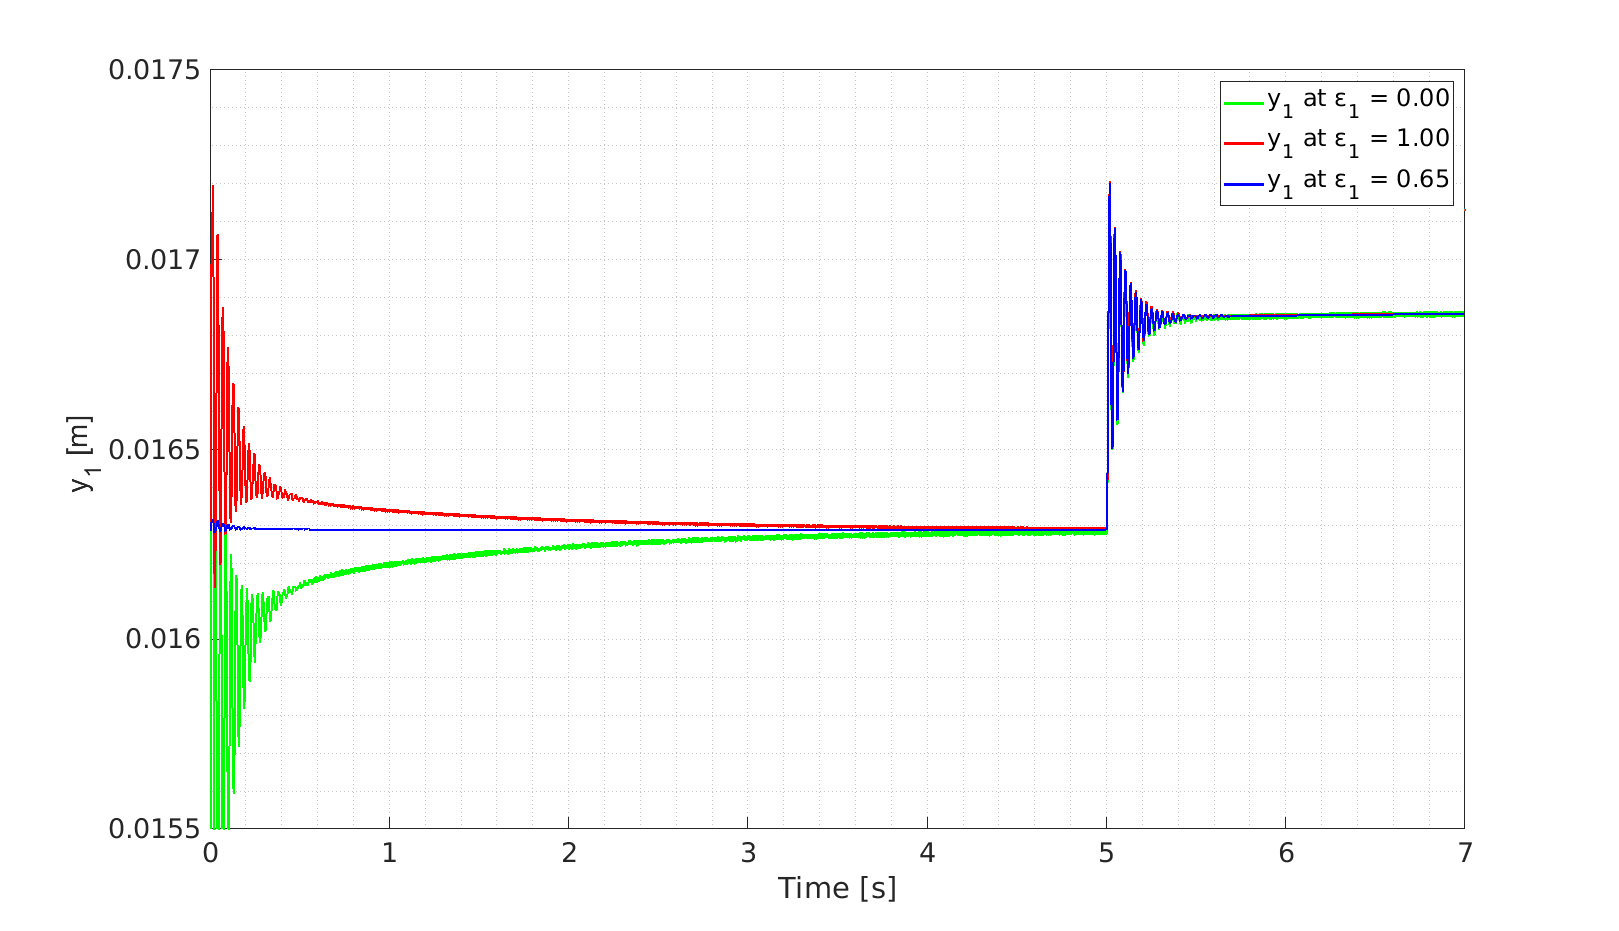 0.0175
0.017
0.0165
0.016
0.0155
y1 [m]
0 1 2 3 4 5 6 7
Time [s]
y1 at ε1 = 0.00
y1 at ε1 = 1.00
y1 at ε1 = 0.65